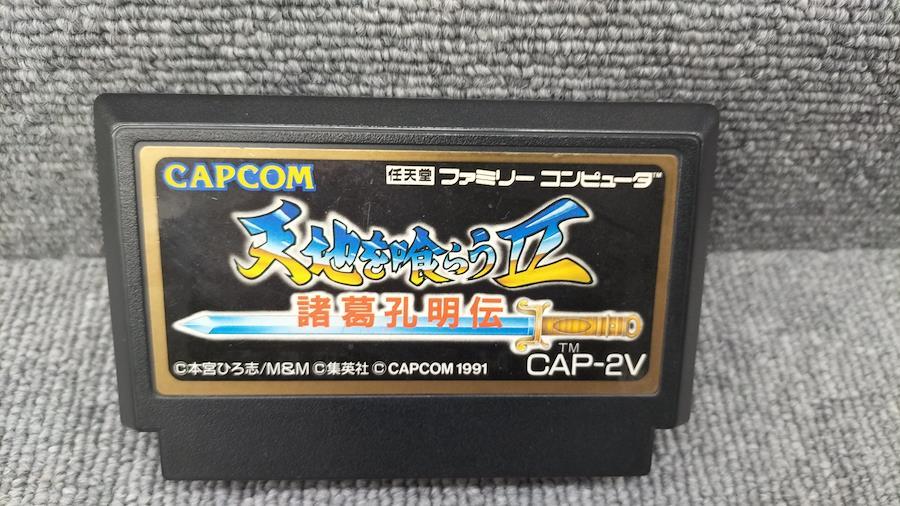 CAPCOM
任天堂 ファミリー コンピュータ™
天地を喰らうⅡ
諸葛孔明伝
TM
CAP-2V
©本宮ひろ志/M&M ©集英社 ©CAPCOM 1991